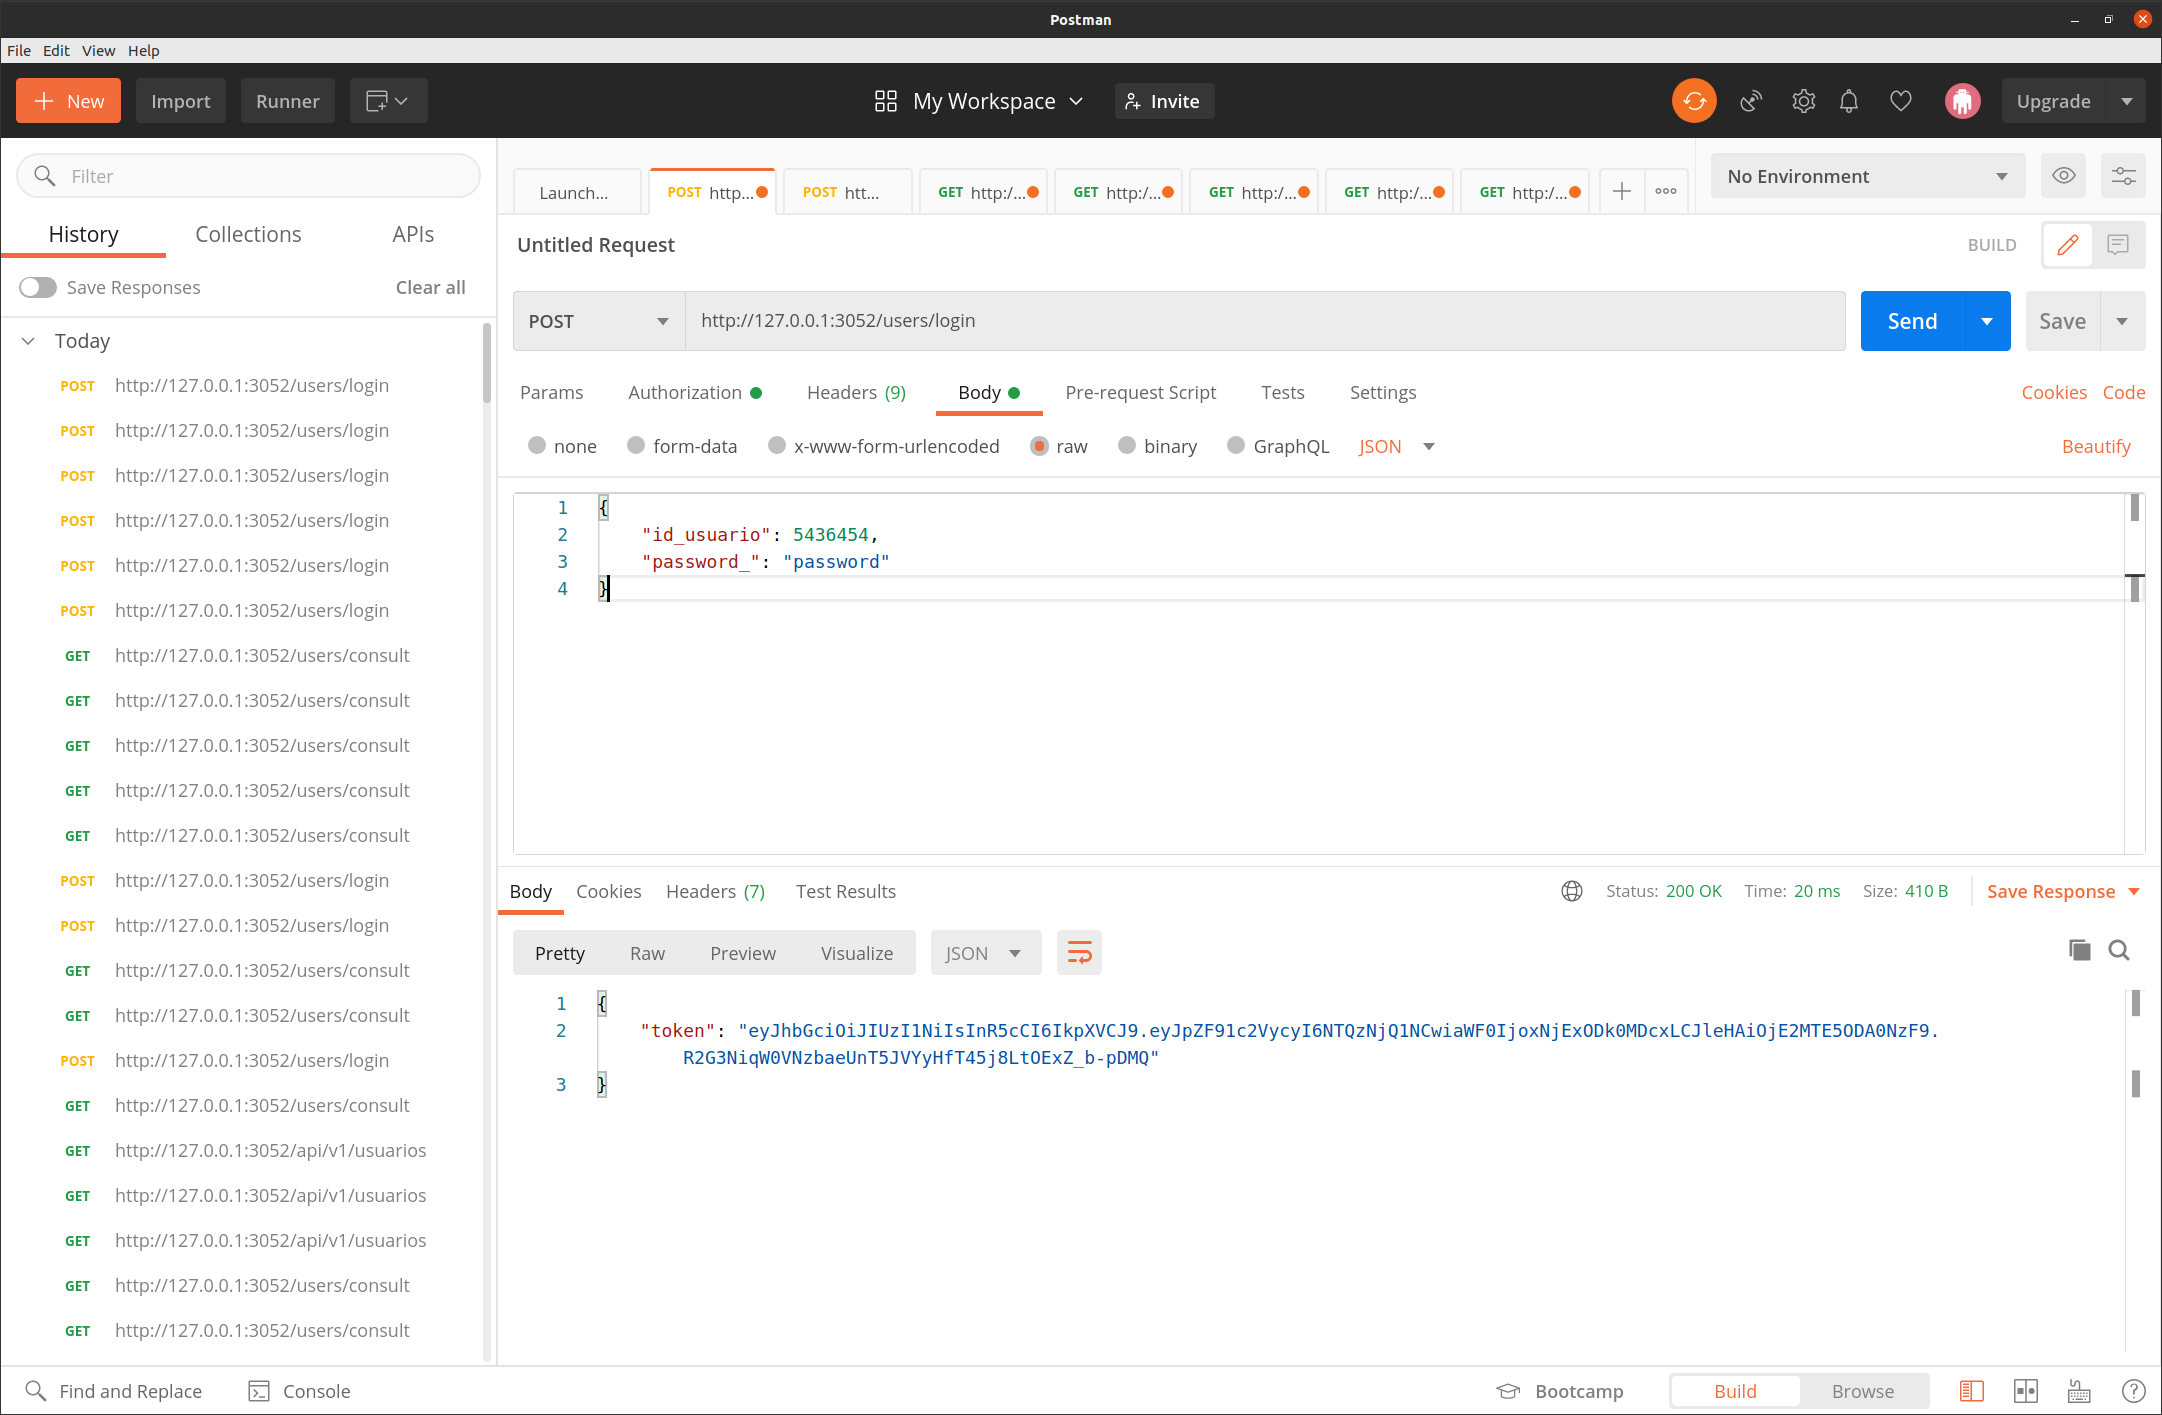 Postman
File Edit View Help
New Import Runner My Workspace Invite Upgrade
Filter
History Collections APIs
Save Responses Clear all
Today
POST http://127.0.0.1:3052/users/login
POST http://127.0.0.1:3052/users/login
POST http://127.0.0.1:3052/users/login
POST http://127.0.0.1:3052/users/login
POST http://127.0.0.1:3052/users/login
POST http://127.0.0.1:3052/users/login
GET http://127.0.0.1:3052/users/consult
GET http://127.0.0.1:3052/users/consult
GET http://127.0.0.1:3052/users/consult
GET http://127.0.0.1:3052/users/consult
GET http://127.0.0.1:3052/users/consult
POST http://127.0.0.1:3052/users/login
POST http://127.0.0.1:3052/users/login
GET http://127.0.0.1:3052/users/consult
GET http://127.0.0.1:3052/users/consult
POST http://127.0.0.1:3052/users/login
GET http://127.0.0.1:3052/users/consult
GET http://127.0.0.1:3052/api/v1/usuarios
GET http://127.0.0.1:3052/api/v1/usuarios
GET http://127.0.0.1:3052/api/v1/usuarios
GET http://127.0.0.1:3052/users/consult
GET http://127.0.0.1:3052/users/consult
Launch... POST http... POST htt... GET http:/... GET http:/... GET http:/... GET http:/... GET http:/... No Environment
Untitled Request BUILD
POST http://127.0.0.1:3052/users/login Send Save
Params Authorization Headers (9) Body Pre-request Script Tests Settings Cookies Code
none form-data x-www-form-urlencoded raw binary GraphQL JSON Beautify
1 {
2 "id_usuario": 5436454,
3 "password_": "password"
4 }
Body Cookies Headers (7) Test Results Status: 200 OK Time: 20 ms Size: 410 B Save Response
Pretty Raw Preview Visualize JSON
1 {
2 "token": "eyJhbGciOiJIUzI1NiIsInR5cCI6IkpXVCJ9.eyJpZF91c2VycyI6NTQzNjQ1NCwiaWF0IjoxNjExODk0MDcxLCJleHAiOjE2MTE5ODA0NzF9.
R2G3NiqW0VNzbaeUnT5JVYyHfT45j8LtOExZ_b-pDMQ"
3 }
Find and Replace Console Bootcamp Build Browse